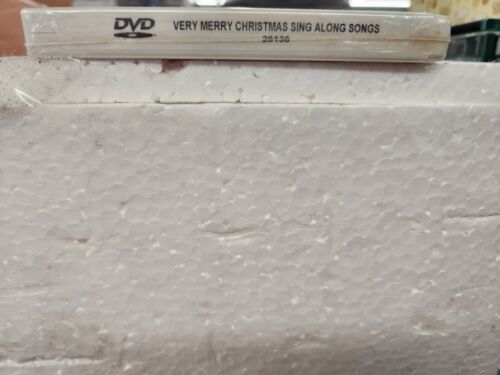 DVD VERY MERRY CHRISTMAS SING ALONG SONGS
28136